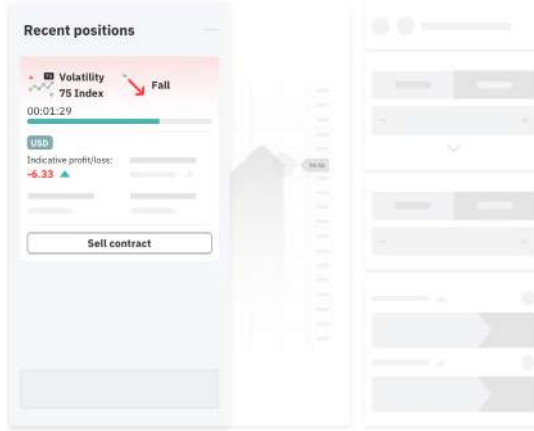 Recent positions
Volatility
75 Index
Fall
00:01:29
USD
Indicative profit/loss:
-6.33
Sell contract